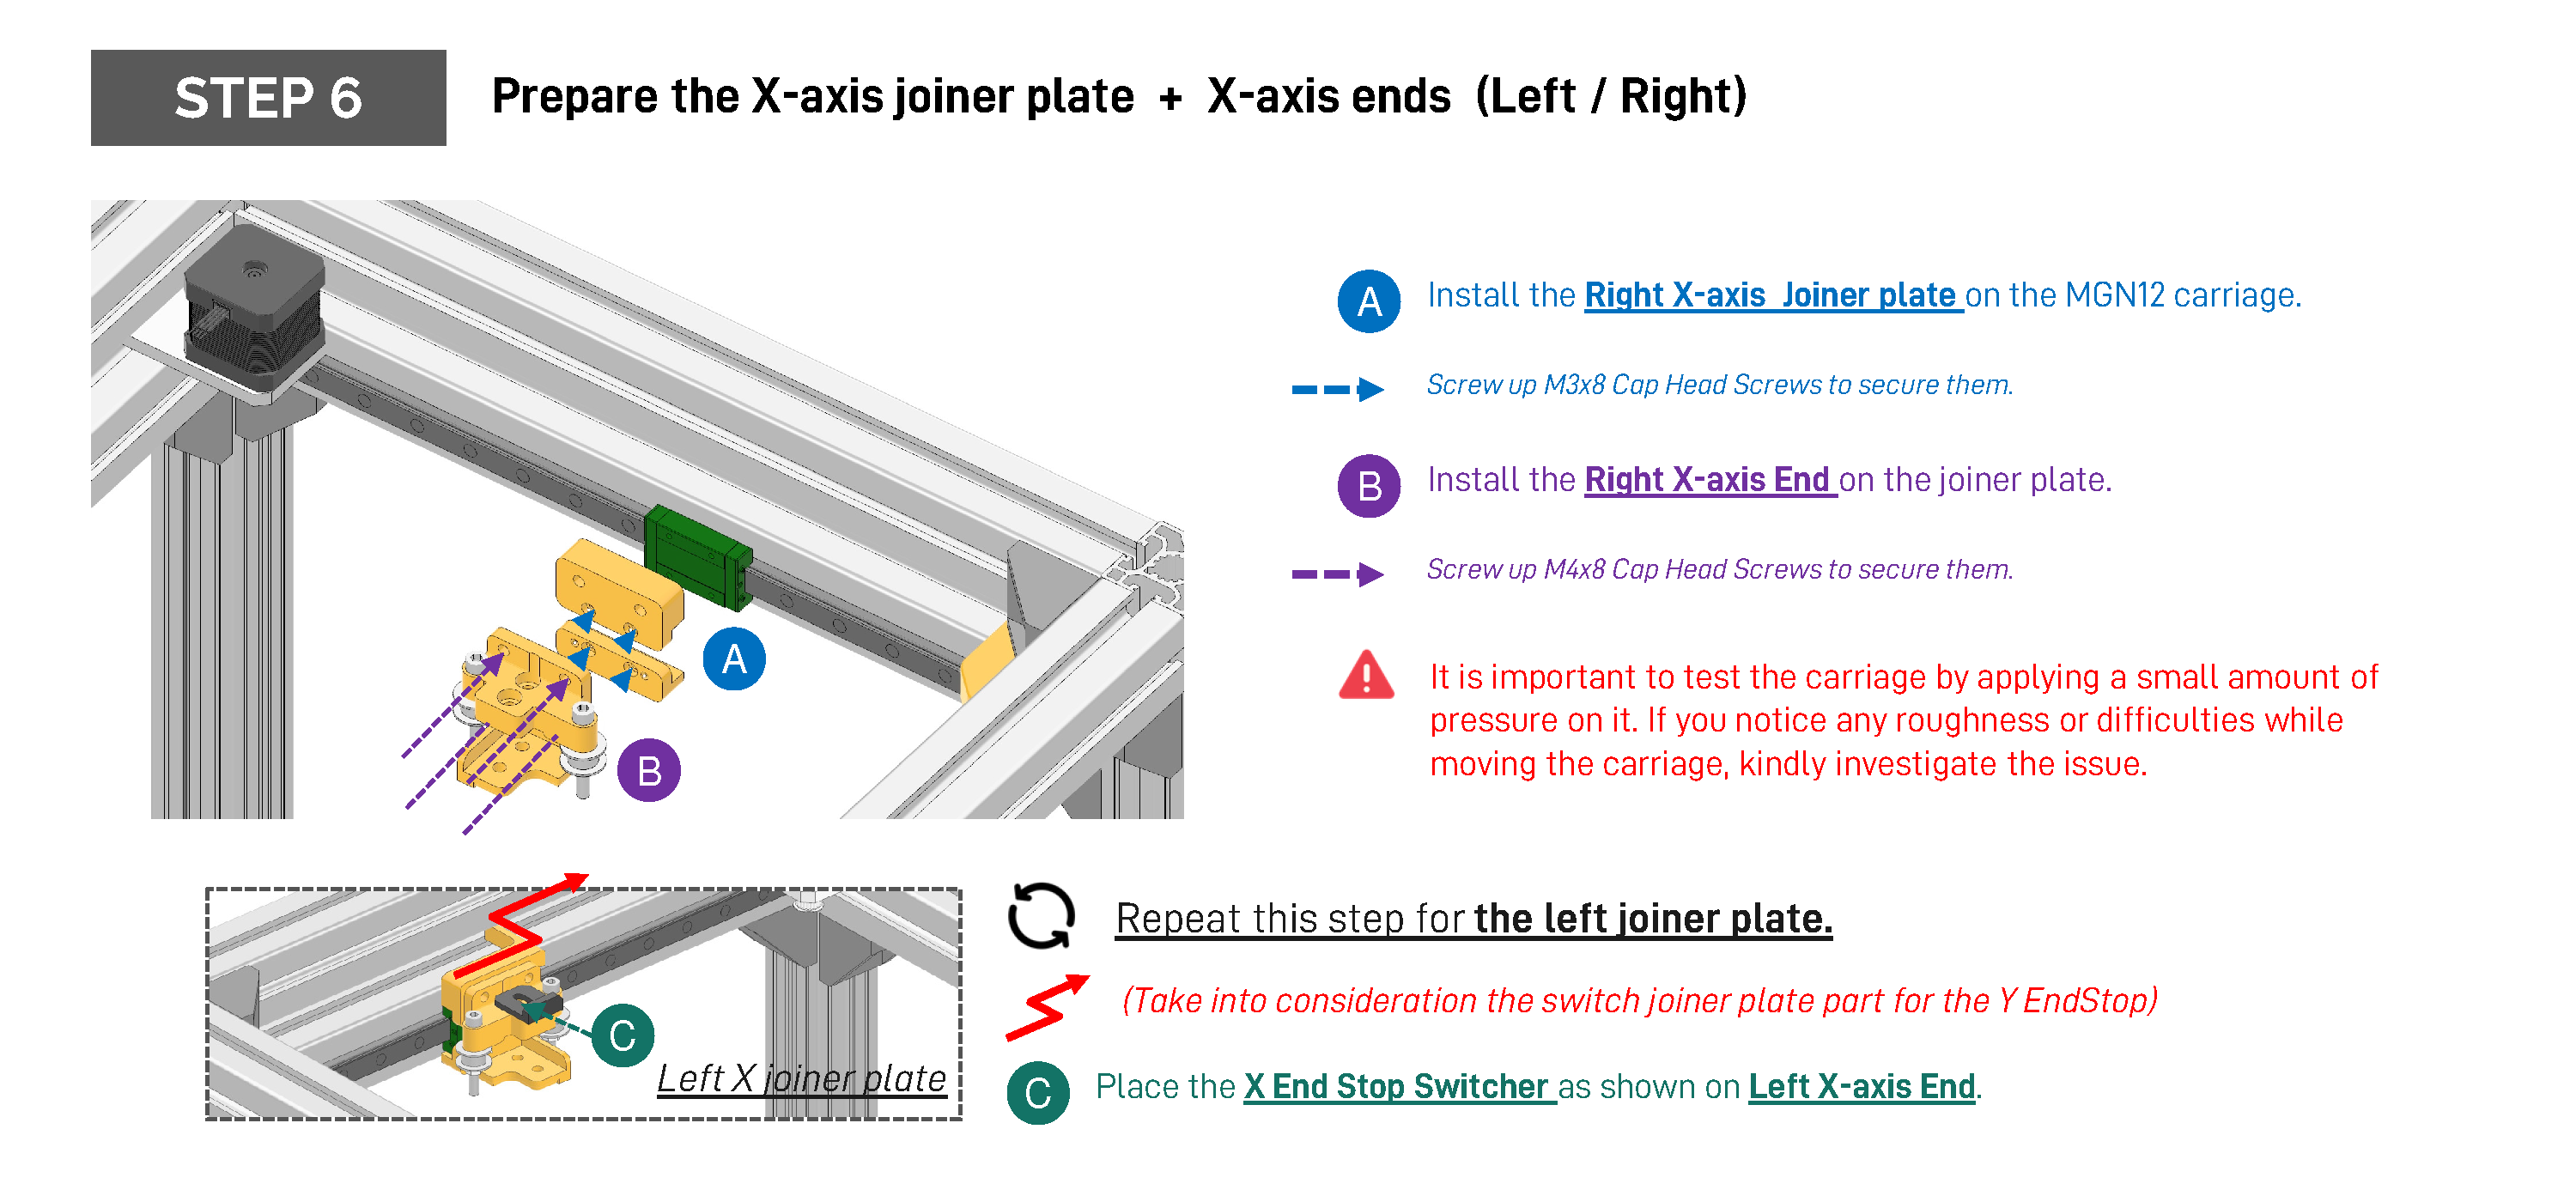 STEP 6
Prepare the X-axis joiner plate + X-axis ends (Left / Right)
A Install the Right X-axis Joiner plate on the MGN12 carriage.
Screw up M3x8 Cap Head Screws to secure them.
B Install the Right X-axis End on the joiner plate.
Screw up M4x8 Cap Head Screws to secure them.
It is important to test the carriage by applying a small amount of
pressure on it. If you notice any roughness or difficulties while
moving the carriage, kindly investigate the issue.
A
B
Repeat this step for the left joiner plate.
(Take into consideration the switch joiner plate part for the Y EndStop)
C Place the X End Stop Switcher as shown on Left X-axis End.
C
Left X joiner plate